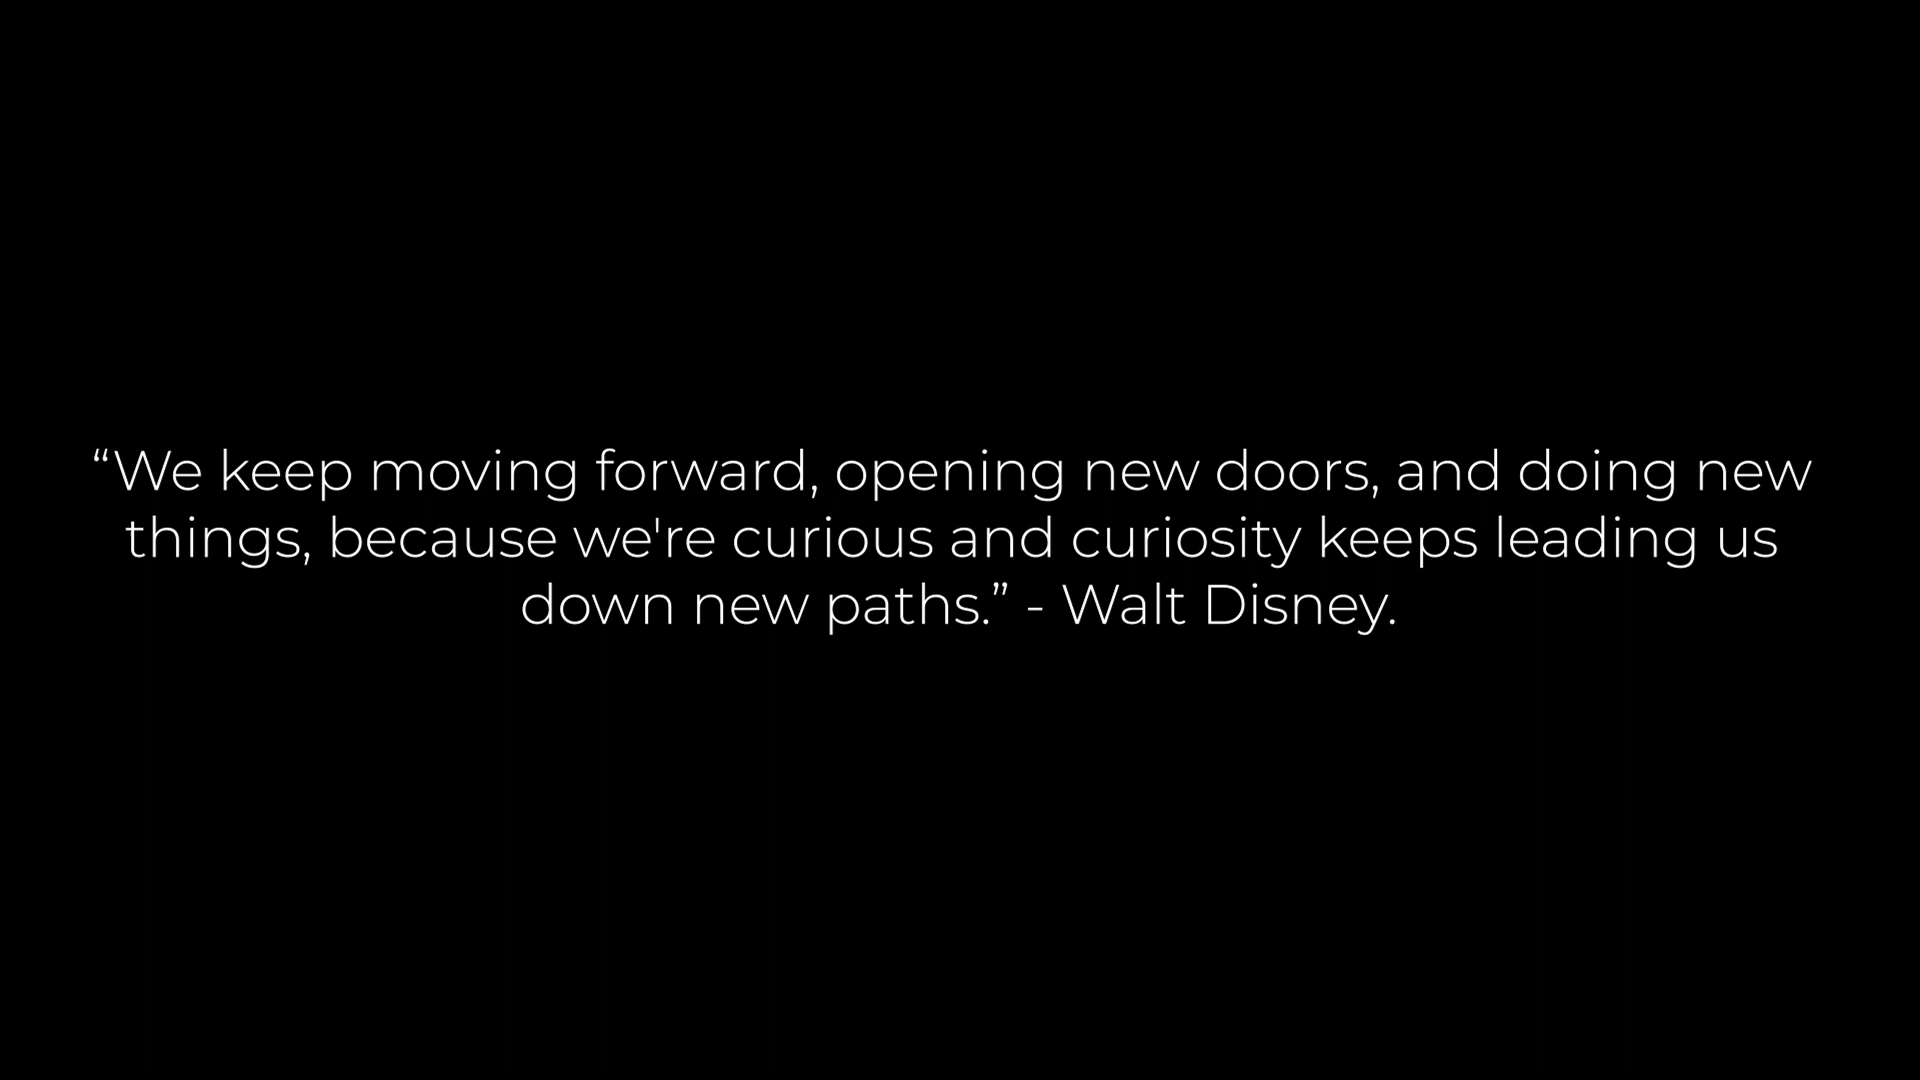 “We keep moving forward, opening new doors, and doing new
things, because we're curious and curiosity keeps leading us
down new paths.” - Walt Disney.